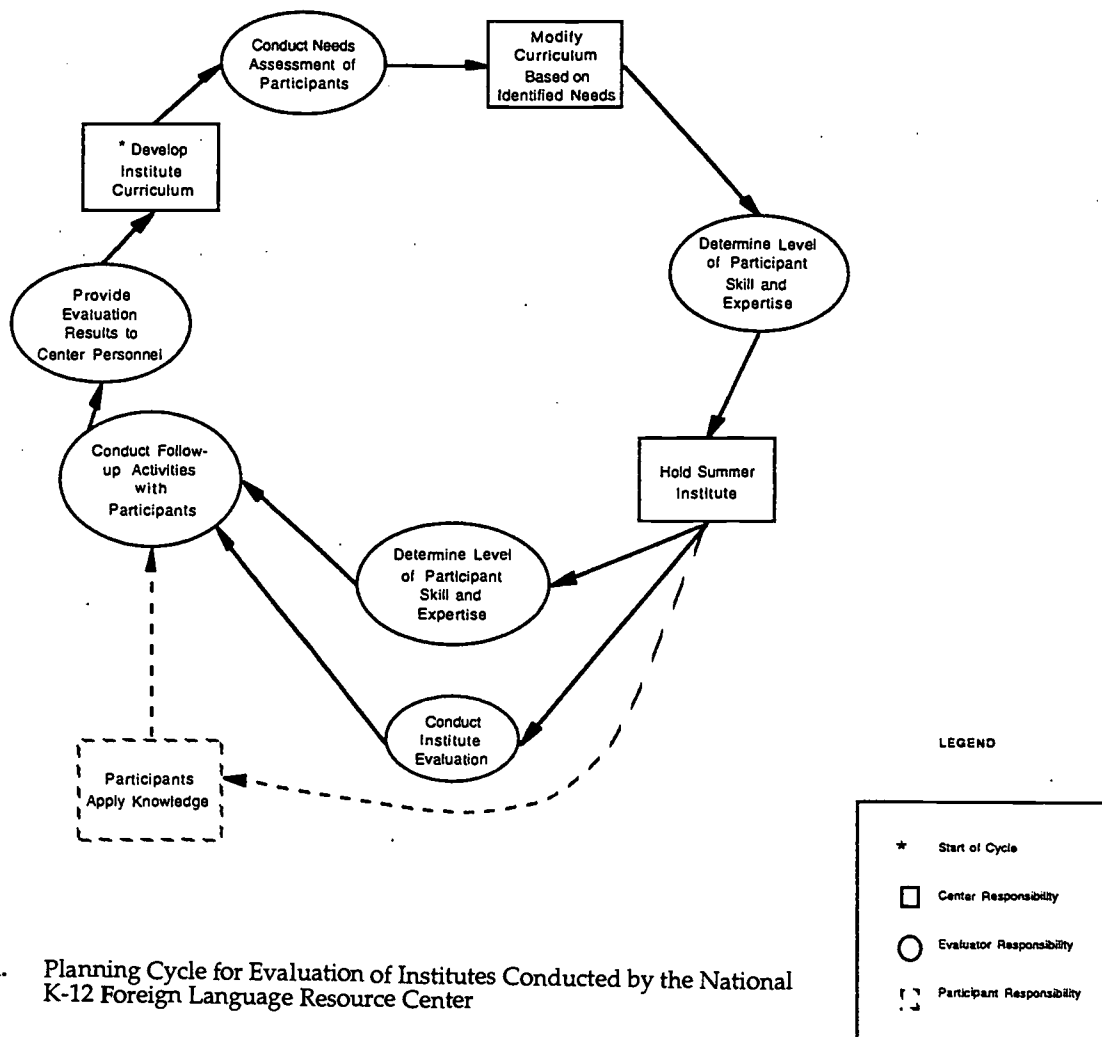 Conduct Needs
Assessment of
Participants
Modify
Curriculum
Based on
Identified Needs
* Develop
Institute
Curriculum
Determine Level
of Participant
Skill and
Expertise
Provide
Evaluation
Results to
Center Personnel
Hold Summer
Institute
Conduct Follow-
up Activities
with
Participants
Determine Level
of Participant
Skill and
Expertise
Conduct
Institute
Evaluation
Participants
Apply Knowledge
LEGEND
* Start of Cycle
Center Responsibility
Evaluator Responsibility
Participant Responsibility
Planning Cycle for Evaluation of Institutes Conducted by the National
K-12 Foreign Language Resource Center